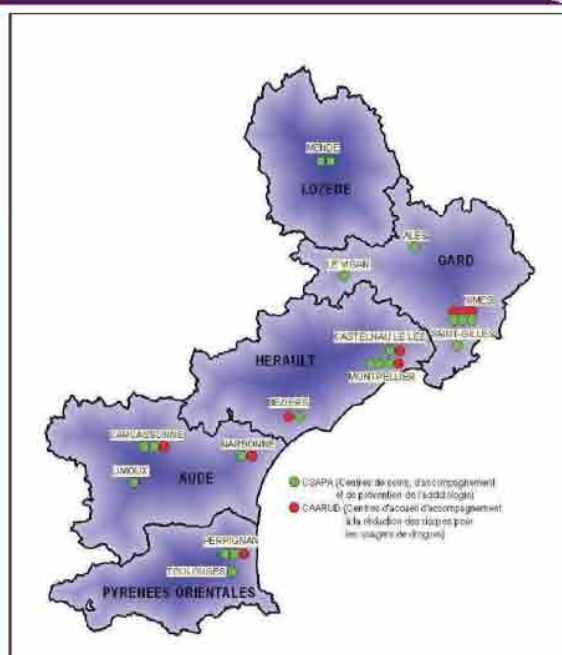 MENDE
LOZERE
ALES
GARD
LE VIGAN
NIMES
SAINT-GILLES
CASTELNAU LE LEZ
HERAULT
MONTPELLIER
BEZIERS
CARCASSONNE
NARBONNE
LIMOUX
AUDE
CSAPA (Centres de soins, d'accompagnement
et de prévention de l'addictologie)
CAARUD (Centres d'accueil d'accompagnement
à la réduction des risques pour
les usagers de drogues)
PERPIGNAN
TOULOUGES
PYRENEES ORIENTALES